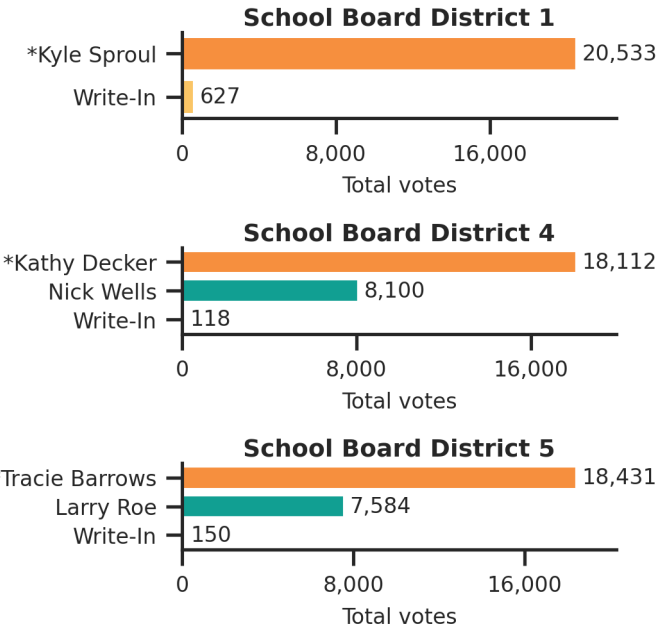 School Board District 1
*Kyle Sproul 20,533
Write-In 627
0 8,000 16,000
Total votes
School Board District 4
*Kathy Decker 18,112
Nick Wells 8,100
Write-In 118
0 8,000 16,000
Total votes
School Board District 5
Tracie Barrows 18,431
Larry Roe 7,584
Write-In 150
0 8,000 16,000
Total votes